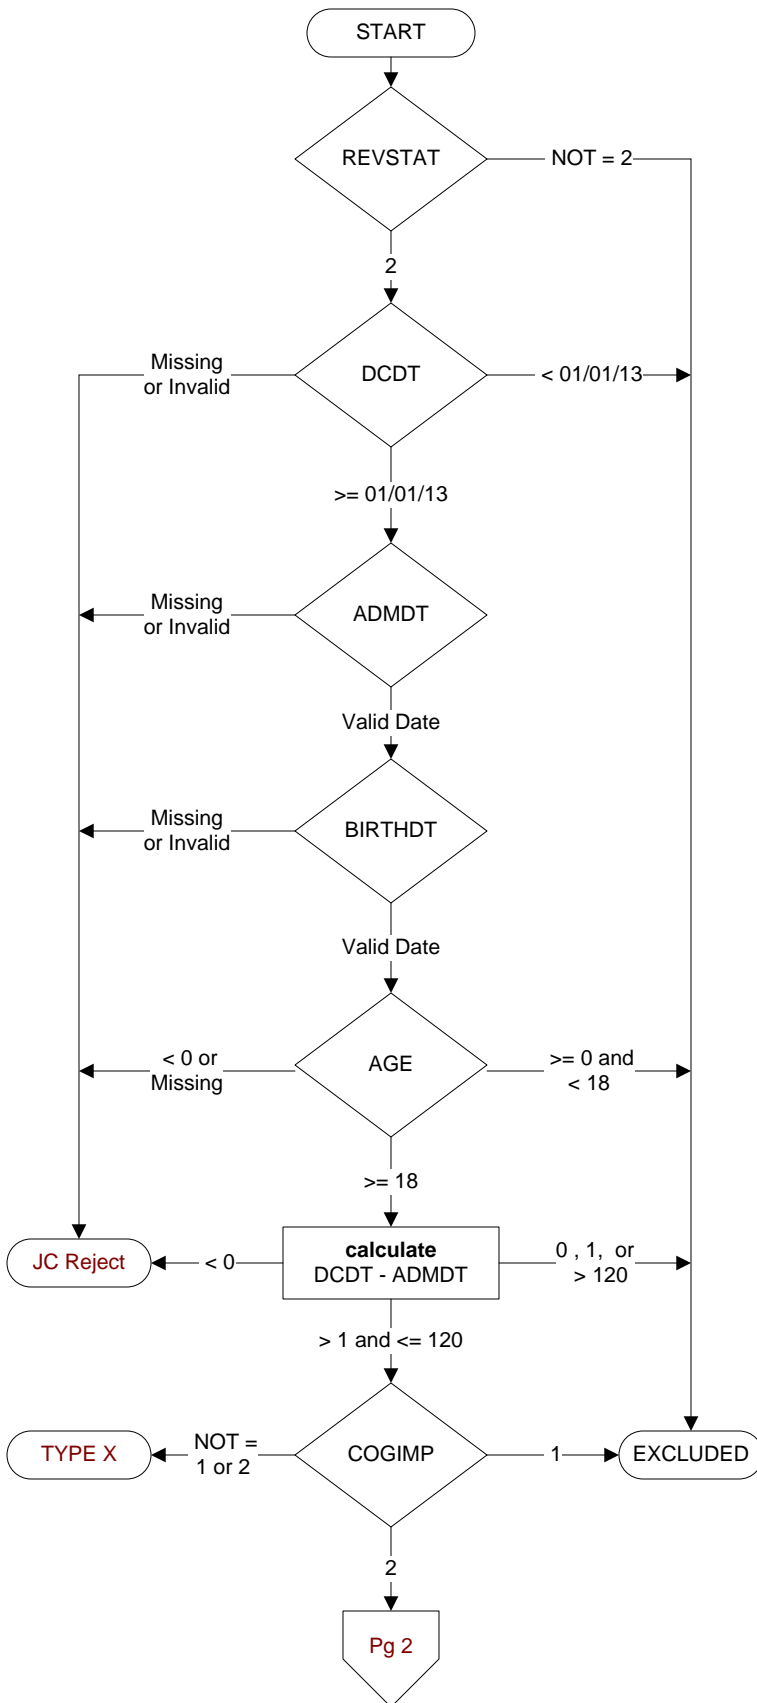 START
REVSTAT
NOT = 2
2
Missing
or Invalid
DCDT
< 01/01/13
>= 01/01/13
Missing
or Invalid
ADMDT
Valid Date
Missing
or Invalid
BIRTHDT
Valid Date
< 0 or
Missing
AGE
>= 0 and
< 18
>= 18
JC Reject
< 0
calculate
DCDT - ADMDT
0 , 1,  or
> 120
> 1 and <= 120
TYPE X
NOT =
1 or 2
COGIMP
1
EXCLUDED
2
Pg 2